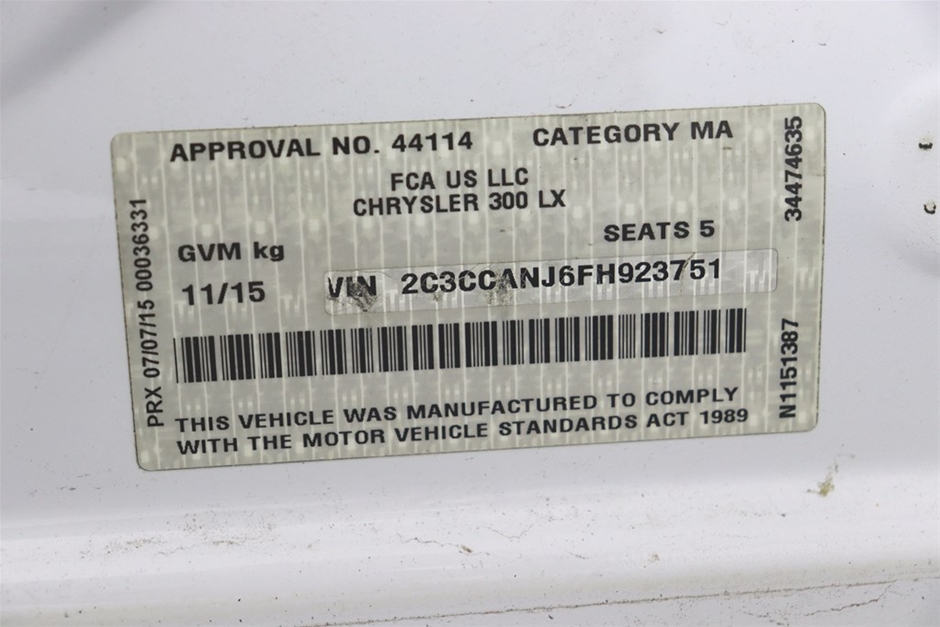 APPROVAL NO. 44114 CATEGORY MA
FCA US LLC
CHRYSLER 300 LX
SEATS 5
GVM kg
11/15
VIN 2C3CCANJ6FH923751
THIS VEHICLE WAS MANUFACTURED TO COMPLY
WITH THE MOTOR VEHICLE STANDARDS ACT 1989
PRX 07/07/15 00036331
34474635
N1151387